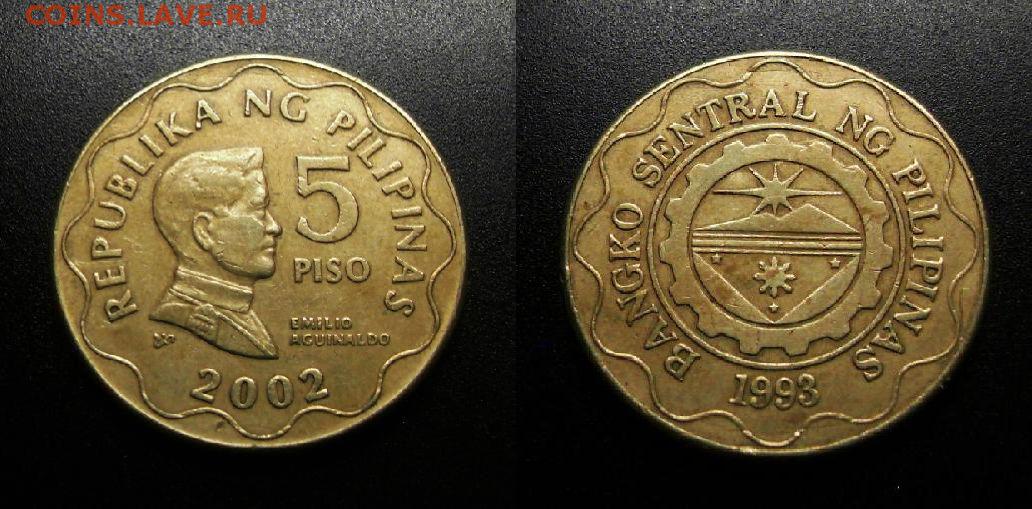 COINS.LAVE.RU
REPUBLIKA NG PILIPINAS
5
PISO
EMILIO
AGUINALDO
2002
BANGKO SENTRAL NG PILIPINAS
1993